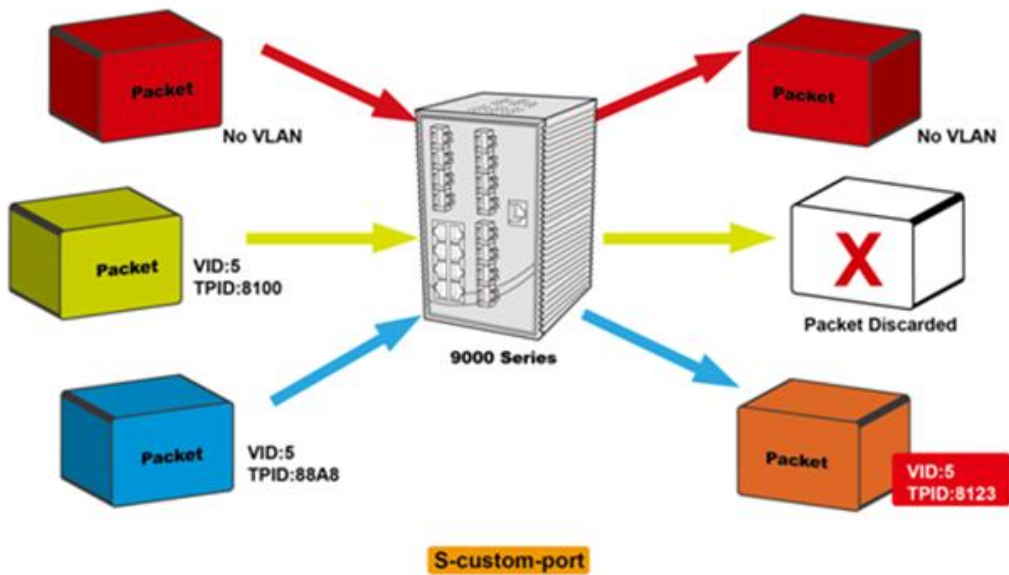 Packet
No VLAN
Packet
No VLAN
Packet
VID:5
TPID:8100
X
Packet Discarded
9000 Series
Packet
VID:5
TPID:88A8
Packet
VID:5
TPID:8123
S-custom-port